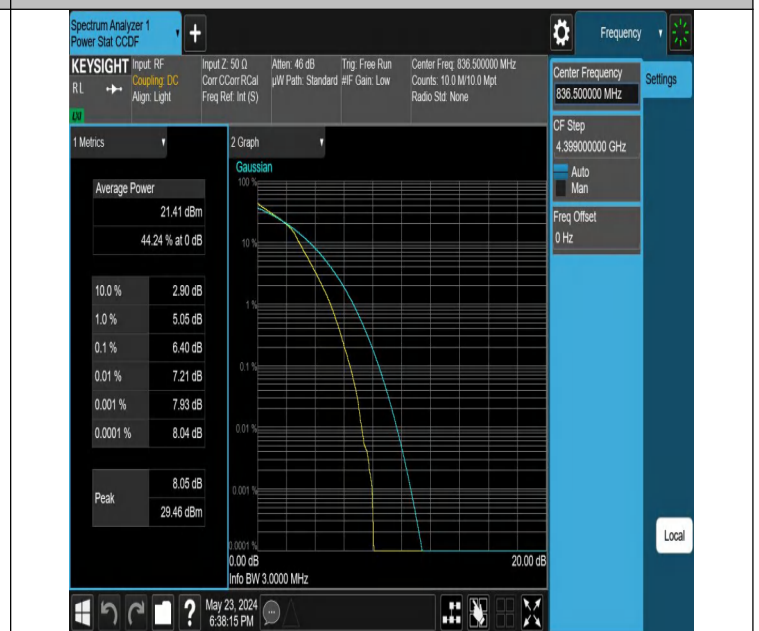 Spectrum Analyzer 1
Power Stat CCDF
+
Frequency
KEYSIGHT
RL
LXI
Input: RF
Coupling: DC
Align: Light
Input Z: 50 Ω
Corr CCorr RCal
Freq Ref: Int (S)
Atten: 46 dB
µW Path: Standard
Trig: Free Run
#IF Gain: Low
Center Freq: 836.500000 MHz
Counts: 10.0 M/10.0 Mpt
Radio Std: None
Center Frequency
836.500000 MHz
Settings
CF Step
4.399000000 GHz
Auto
Man
Freq Offset
0 Hz
1 Metrics
Average Power
21.41 dBm
44.24 % at 0 dB
10.0 % 2.90 dB
1.0 % 5.05 dB
0.1 % 6.40 dB
0.01 % 7.21 dB
0.001 % 7.93 dB
0.0001 % 8.04 dB
Peak
8.05 dB
29.46 dBm
2 Graph
Gaussian
100 %
10 %
1 %
0.1 %
0.01 %
0.001 %
0.0001 %
0.00 dB
20.00 dB
Info BW 3.0000 MHz
Local
?
May 23, 2024
6:38:15 PM